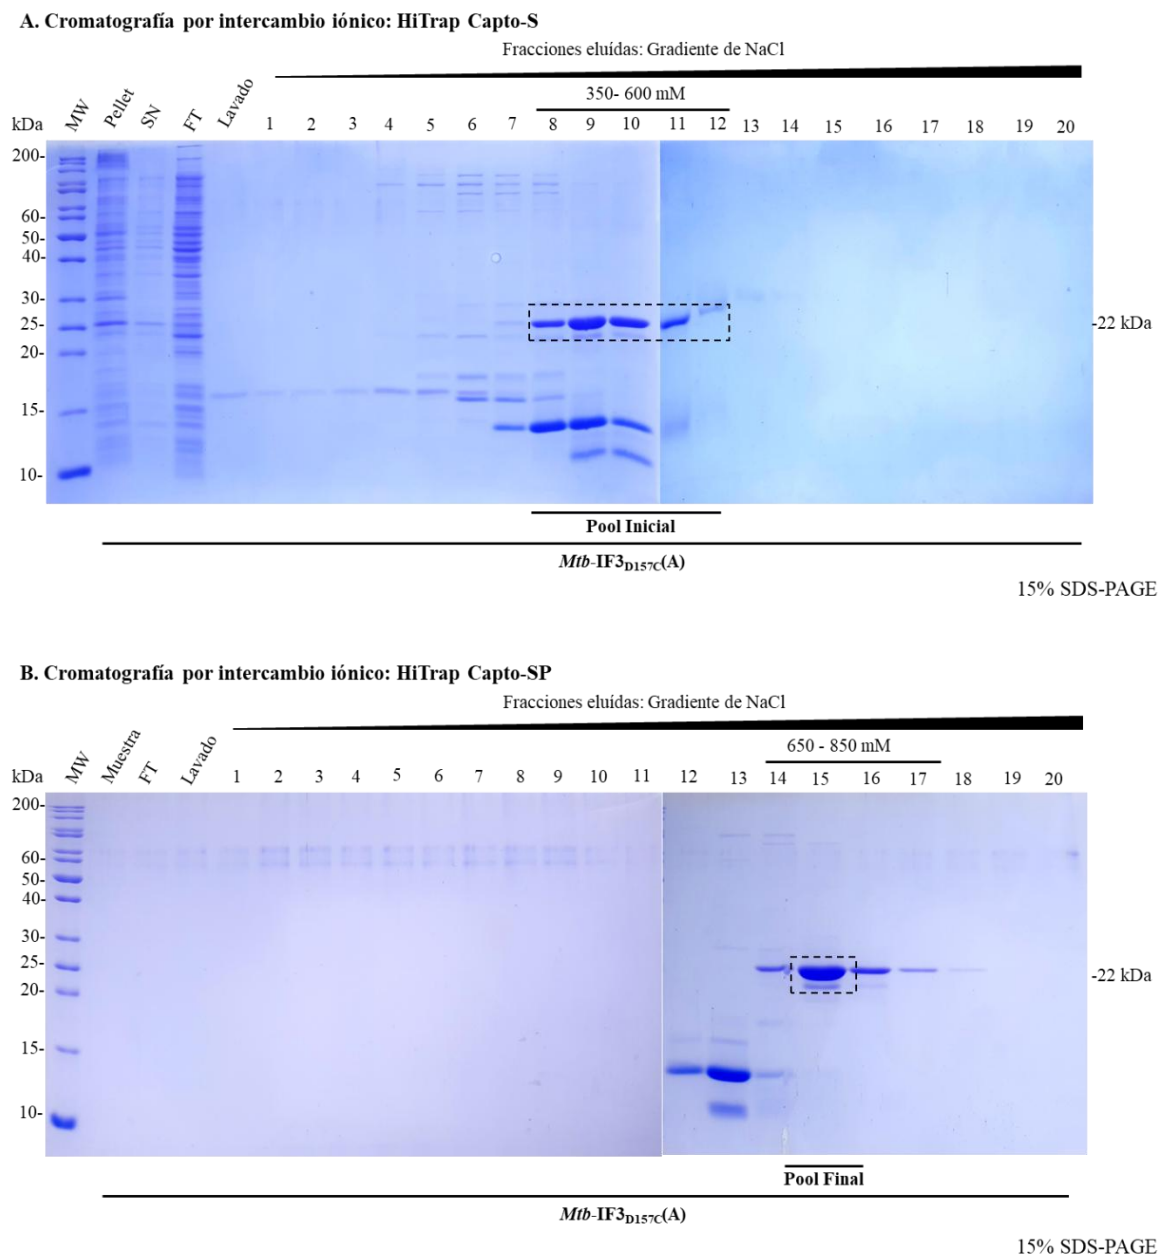 A. Cromatografía por intercambio iónico: HiTrap Capto-S
Fracciones eluídas: Gradiente de NaCl
350- 600 mM
kDa MW Pellet SN FT Lavado 1 2 3 4 5 6 7 8 9 10 11 12 13 14 15 16 17 18 19 20
200-
60-
50-
40-
30-
25-
-22 kDa
20-
15-
10-
Pool Inicial
Mtb-IF3D157C(A)
15% SDS-PAGE
B. Cromatografía por intercambio iónico: HiTrap Capto-SP
Fracciones eluídas: Gradiente de NaCl
650 - 850 mM
kDa MW Muestra FT Lavado 1 2 3 4 5 6 7 8 9 10 11 12 13 14 15 16 17 18 19 20
200-
60-
50-
40-
30-
25-
-22 kDa
20-
15-
10-
Pool Final
Mtb-IF3D157C(A)
15% SDS-PAGE